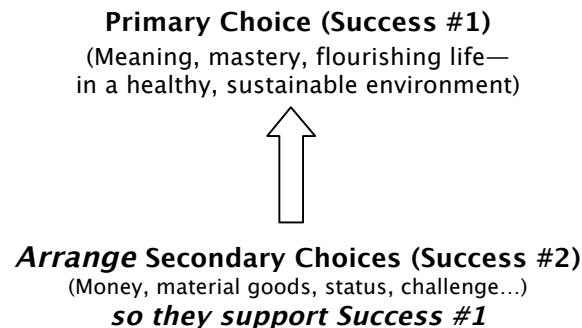 Primary Choice (Success #1)
(Meaning, mastery, flourishing life—
in a healthy, sustainable environment)
Arrange Secondary Choices (Success #2)
(Money, material goods, status, challenge…)
so they support Success #1